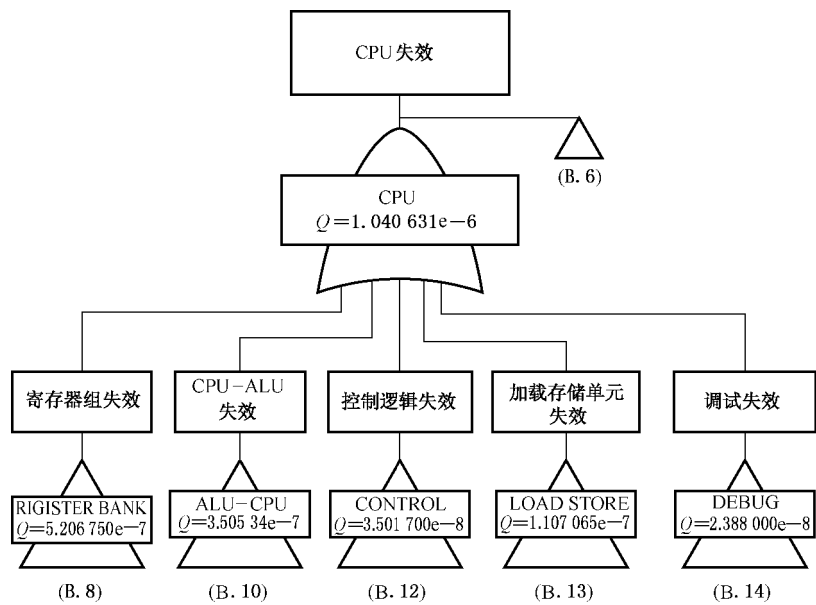 CPU失效
(B.6)
CPU
Q=1.040 631e-6
寄存器组失效
CPU-ALU
失效
控制逻辑失效
加载存储单元
失效
调试失效
RIGISTER BANK
Q=5.206 750e-7
ALU-CPU
Q=3.505 34e-7
CONTROL
Q=3.501 700e-8
LOAD STORE
Q=1.107 065e-7
DEBUG
Q=2.388 000e-8
(B.8)
(B.10)
(B.12)
(B.13)
(B.14)